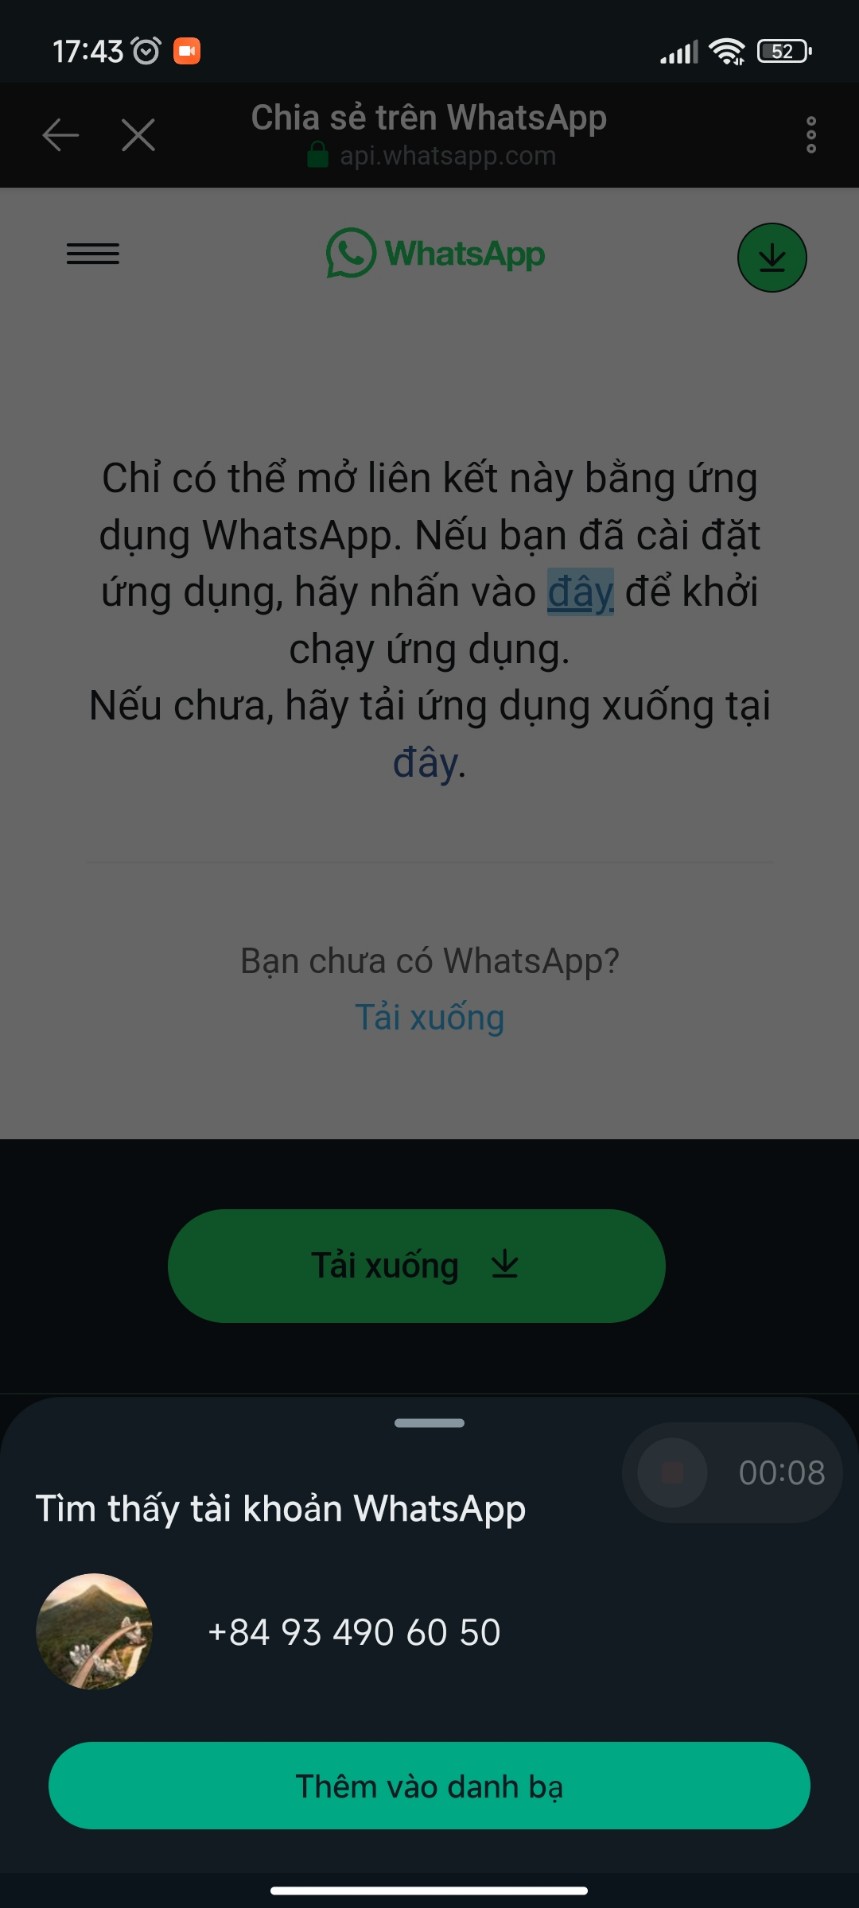 17:43
52
Chia sẻ trên WhatsApp
api.whatsapp.com
WhatsApp
Chỉ có thể mở liên kết này bằng ứng
dụng WhatsApp. Nếu bạn đã cài đặt
ứng dụng, hãy nhấn vào đây để khởi
chạy ứng dụng.
Nếu chưa, hãy tải ứng dụng xuống tại
đây.
Bạn chưa có WhatsApp?
Tải xuống
Tải xuống
00:08
Tìm thấy tài khoản WhatsApp
+84 93 490 60 50
Thêm vào danh bạ